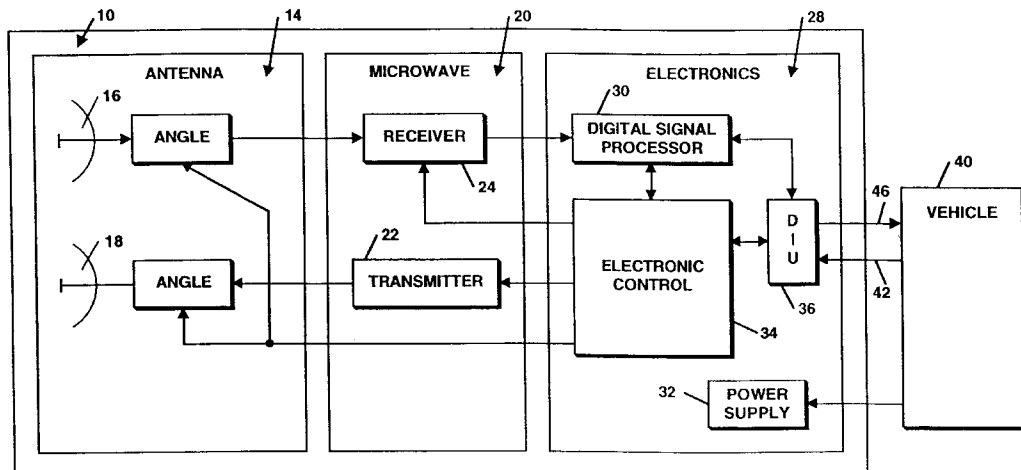 10
14
20
28
ANTENNA
MICROWAVE
ELECTRONICS
16
ANGLE
RECEIVER
24
30
DIGITAL SIGNAL
PROCESSOR
40
VEHICLE
46
42
D
I
U
36
18
ANGLE
22
TRANSMITTER
ELECTRONIC
CONTROL
34
32
POWER
SUPPLY